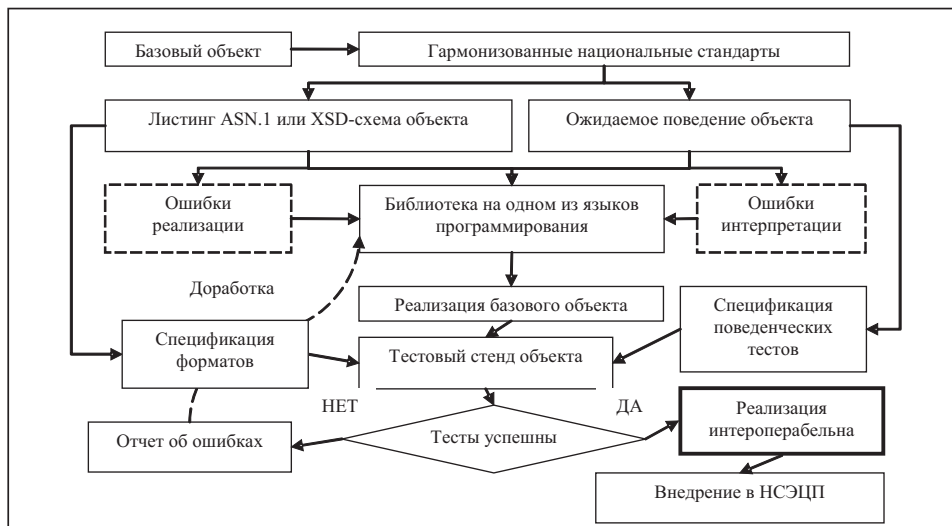 Базовый объект
Гармонизованные национальные стандарты
Листинг ASN.1 или XSD-схема объекта
Ожидаемое поведение объекта
Ошибки
реализации
Библиотека на одном из языков
программирования
Ошибки
интерпретации
Доработка
Реализация базового объекта
Спецификация
поведенческих
тестов
Спецификация
форматов
Тестовый стенд объекта
НЕТ
ДА
Отчет об ошибках
Тесты успешны
Реализация
интероперабельна
Внедрение в НСЭЦП